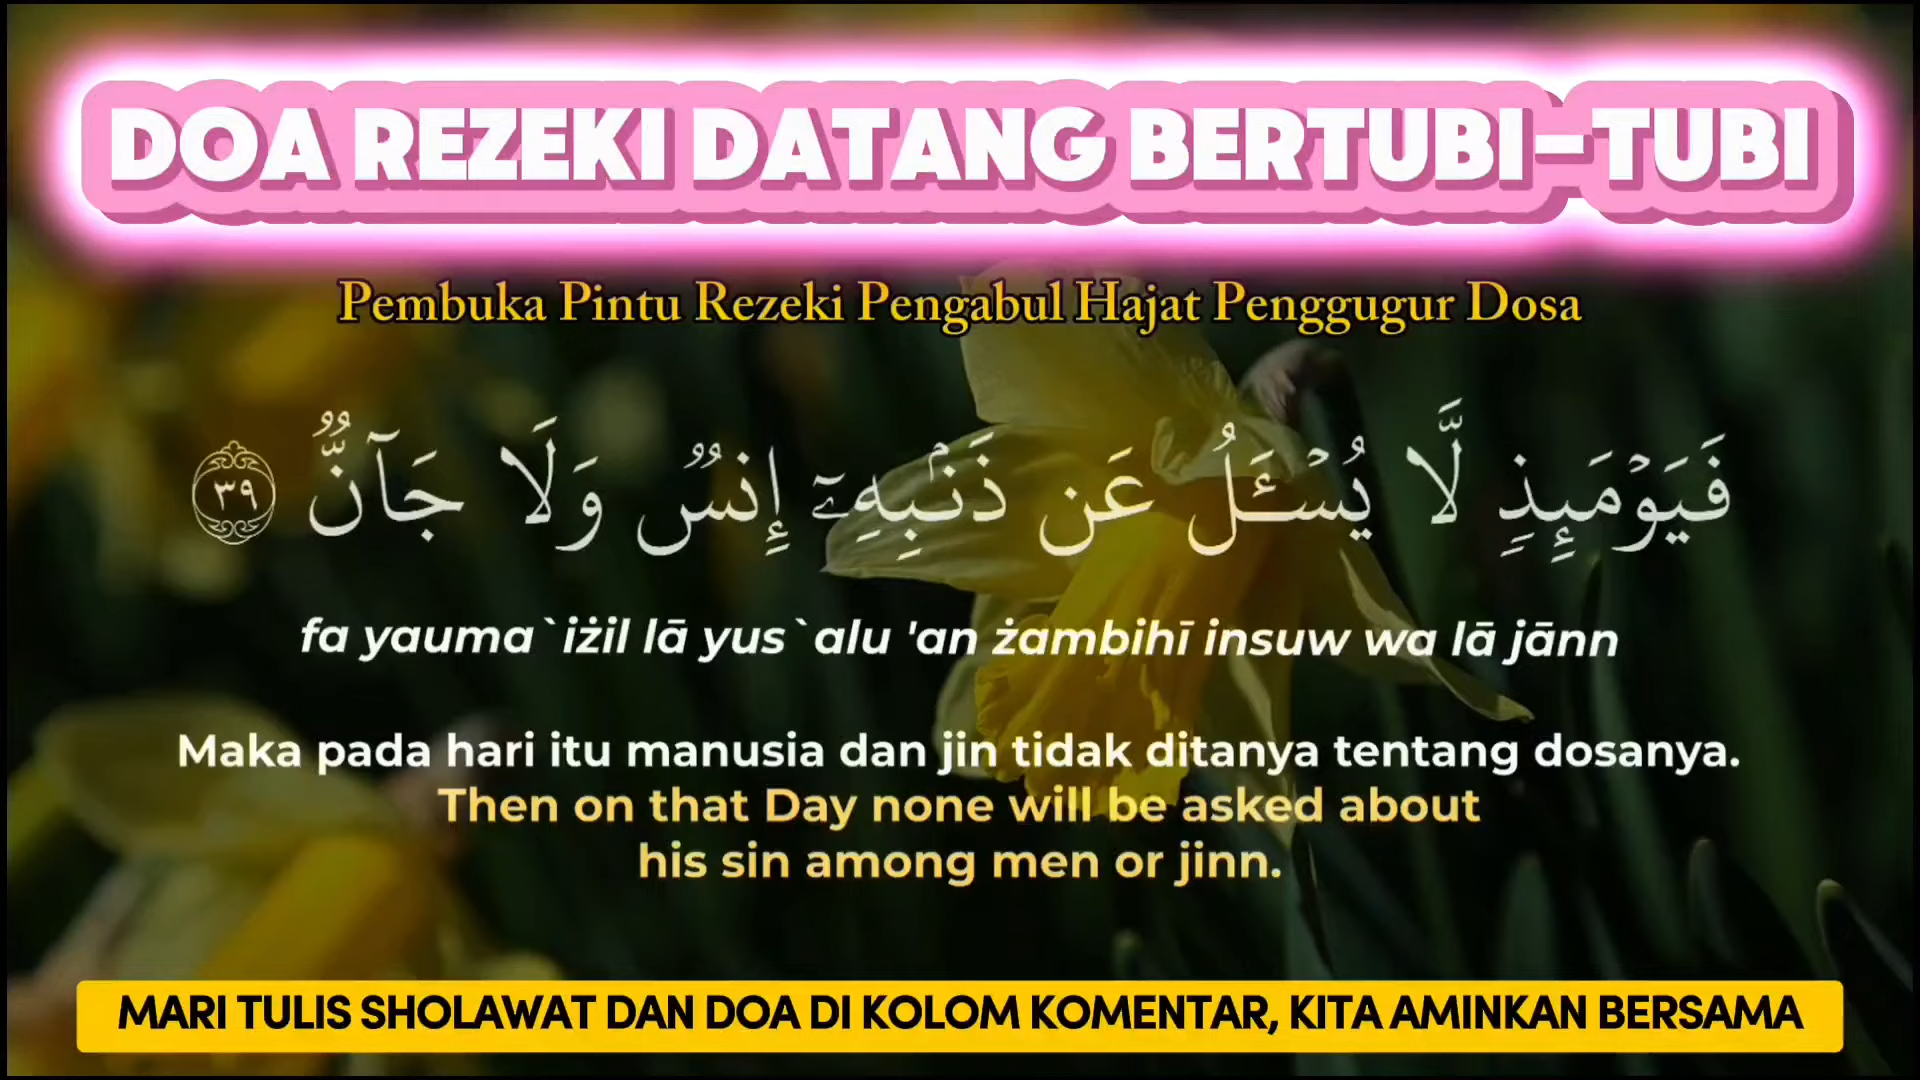 DOA REZEKI DATANG BERTUBI-TUBI
Pembuka Pintu Rezeki Pengabul Hajat Penggugur Dosa
فَيَوْمَىِٕذٍ لَّا يُسْـَٔلُ عَن ذَنۢبِهِۦٓ إِنسٌ وَلَا جَآنٌّ ٣٩
fa yauma`iżil lā yus`alu 'an żambihī insuw wa lā jānn
Maka pada hari itu manusia dan jin tidak ditanya tentang dosanya.
Then on that Day none will be asked about
his sin among men or jinn.
MARI TULIS SHOLAWAT DAN DOA DI KOLOM KOMENTAR, KITA AMINKAN BERSAMA